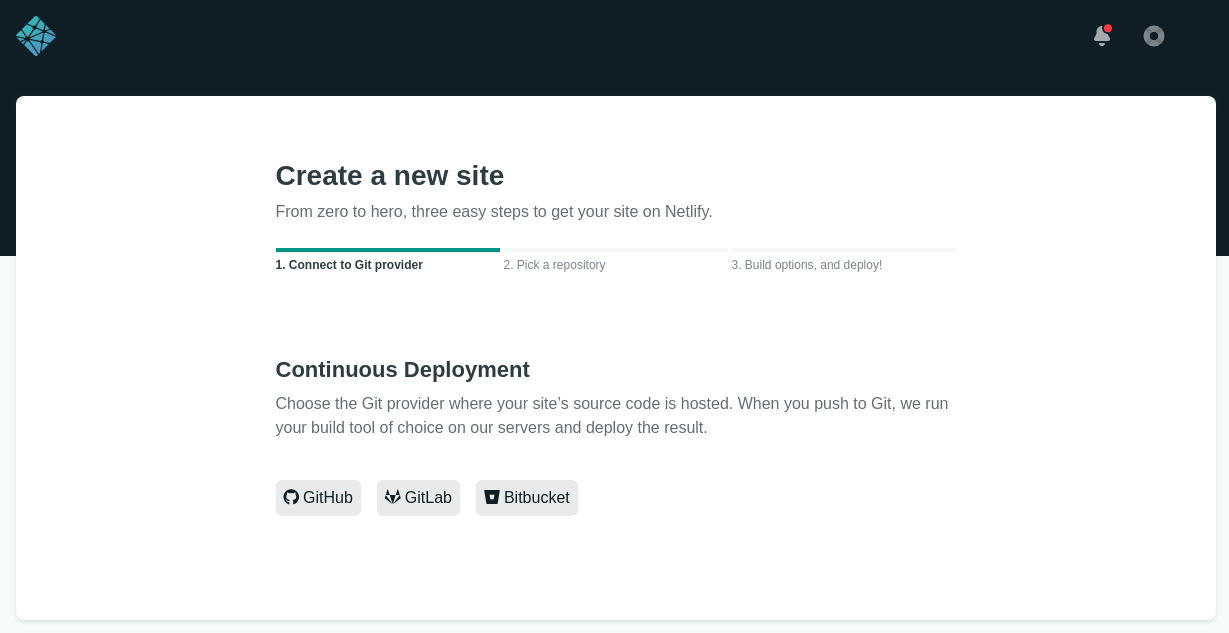 Create a new site
From zero to hero, three easy steps to get your site on Netlify.
1. Connect to Git provider
2. Pick a repository
3. Build options, and deploy!
Continuous Deployment
Choose the Git provider where your site’s source code is hosted. When you push to Git, we run
your build tool of choice on our servers and deploy the result.
GitHub
GitLab
Bitbucket